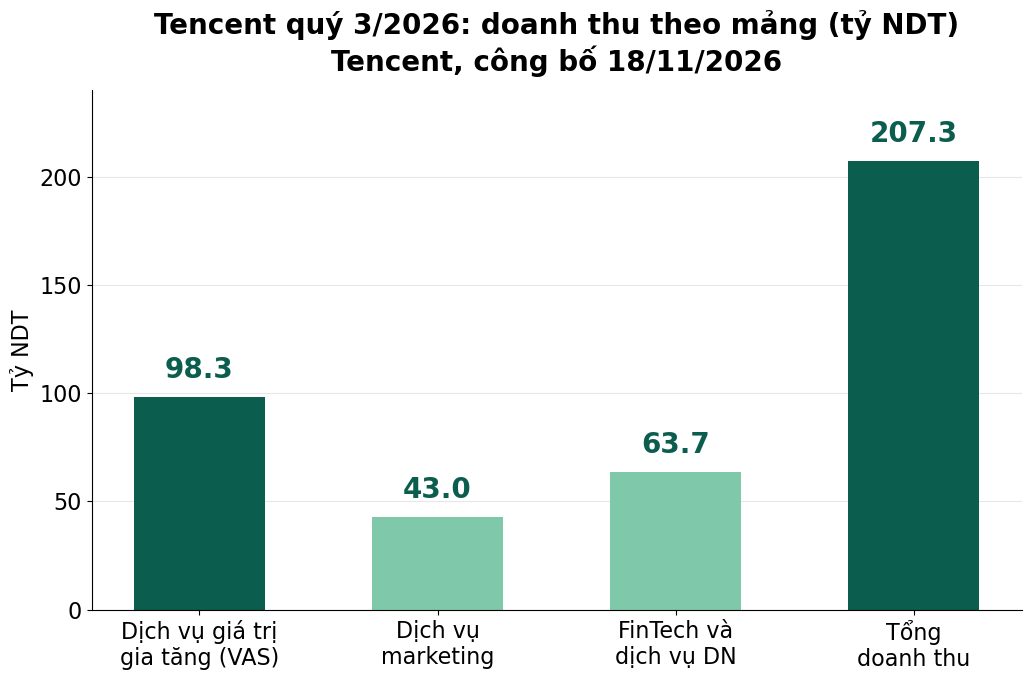 Tencent quý 3/2026: doanh thu theo mảng (tỷ NDT)
Tencent, công bố 18/11/2026
Tỷ NDT
200
150
100
50
0
98.3
43.0
63.7
207.3
Dịch vụ giá trị
gia tăng (VAS)
Dịch vụ
marketing
FinTech và
dịch vụ DN
Tổng
doanh thu